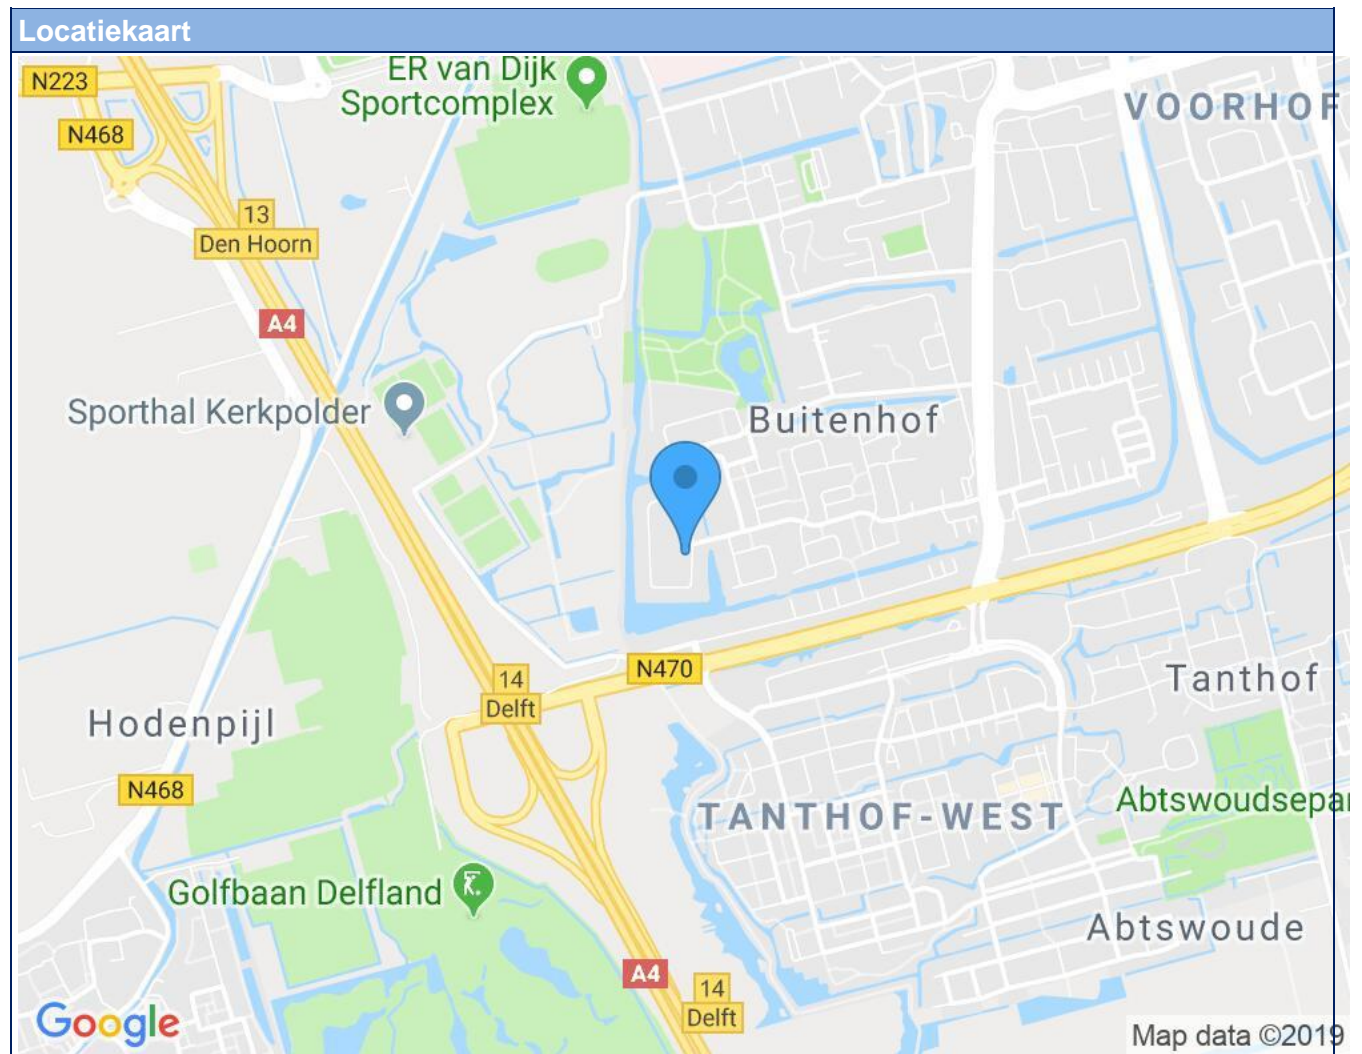 Locatiekaart
N223
ER van Dijk
Sportcomplex
VOORHOF
N468
13
Den Hoorn
A4
Sporthal Kerkpolder
Buitenhof
N470
14
Delft
Tanthof
Hodenpijl
N468
TANTHOF-WEST
Abtswoudsepar
Golfbaan Delfland
Abtswoude
A4
14
Delft
Google
Map data ©2019